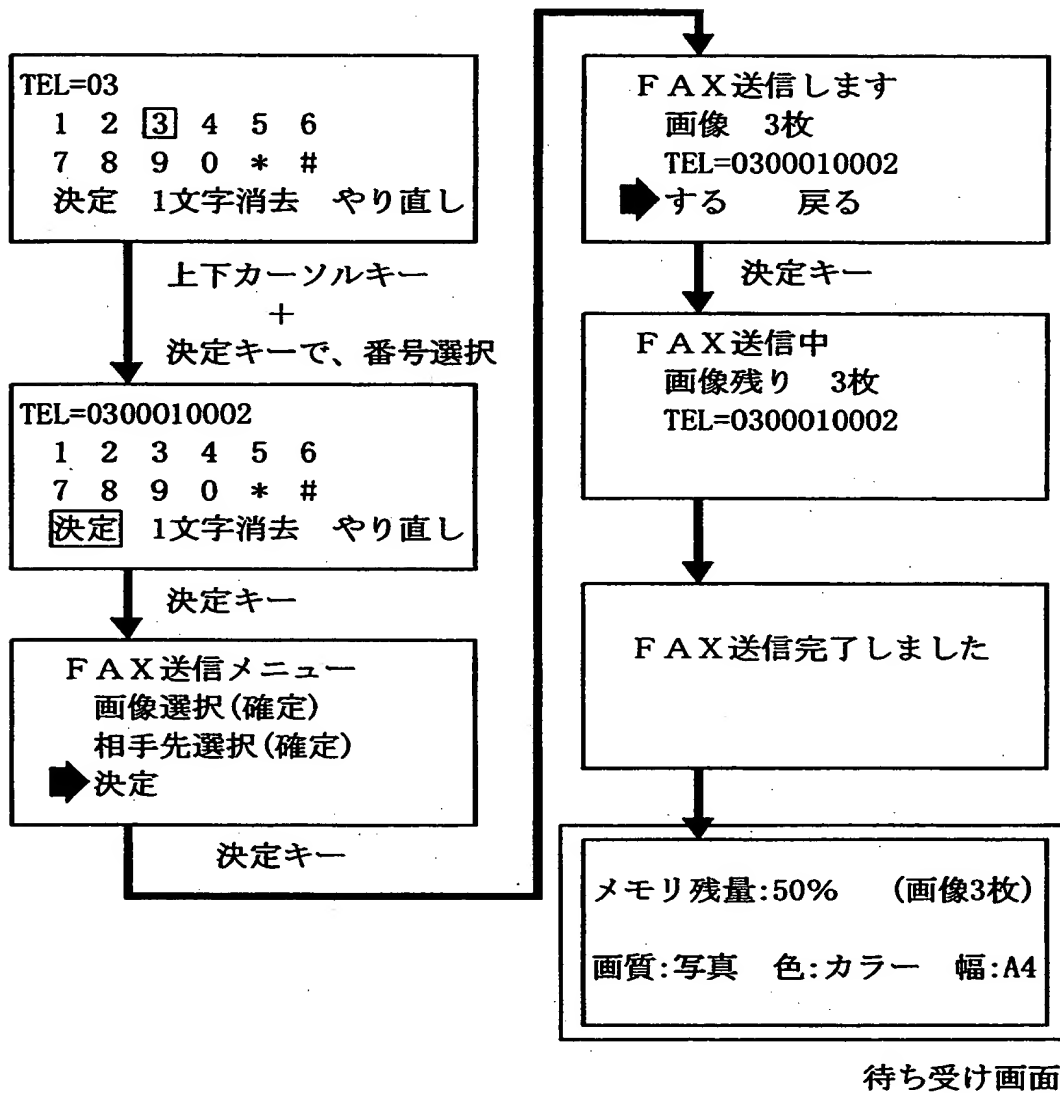 TEL=03
1 2 3 4 5 6
7 8 9 0 * #
決定 1文字消去 やり直し
上下カーソルキー
+
決定キーで、番号選択
TEL=0300010002
1 2 3 4 5 6
7 8 9 0 * #
決定 1文字消去 やり直し
決定キー
FAX送信メニュー
画像選択(確定)
相手先選択(確定)
決定
決定キー
FAX送信します
画像 3枚
TEL=0300010002
する 戻る
決定キー
FAX送信中
画像残り 3枚
TEL=0300010002
FAX送信完了しました
メモリ残量:50% (画像3枚)
画質:写真 色:カラー 幅:A4
待ち受け画面